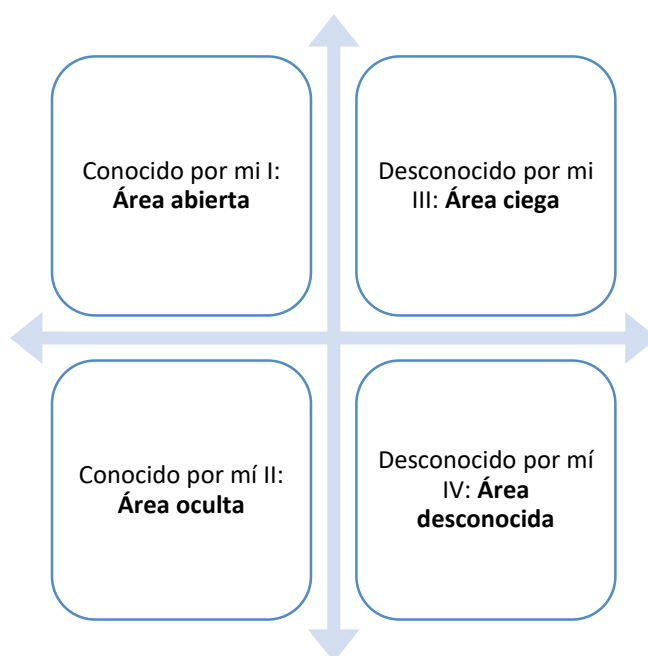 Conocido por mi I:
Área abierta
Desconocido por mi
III: Área ciega
Conocido por mí II:
Área oculta
Desconocido por mí
IV: Área
desconocida